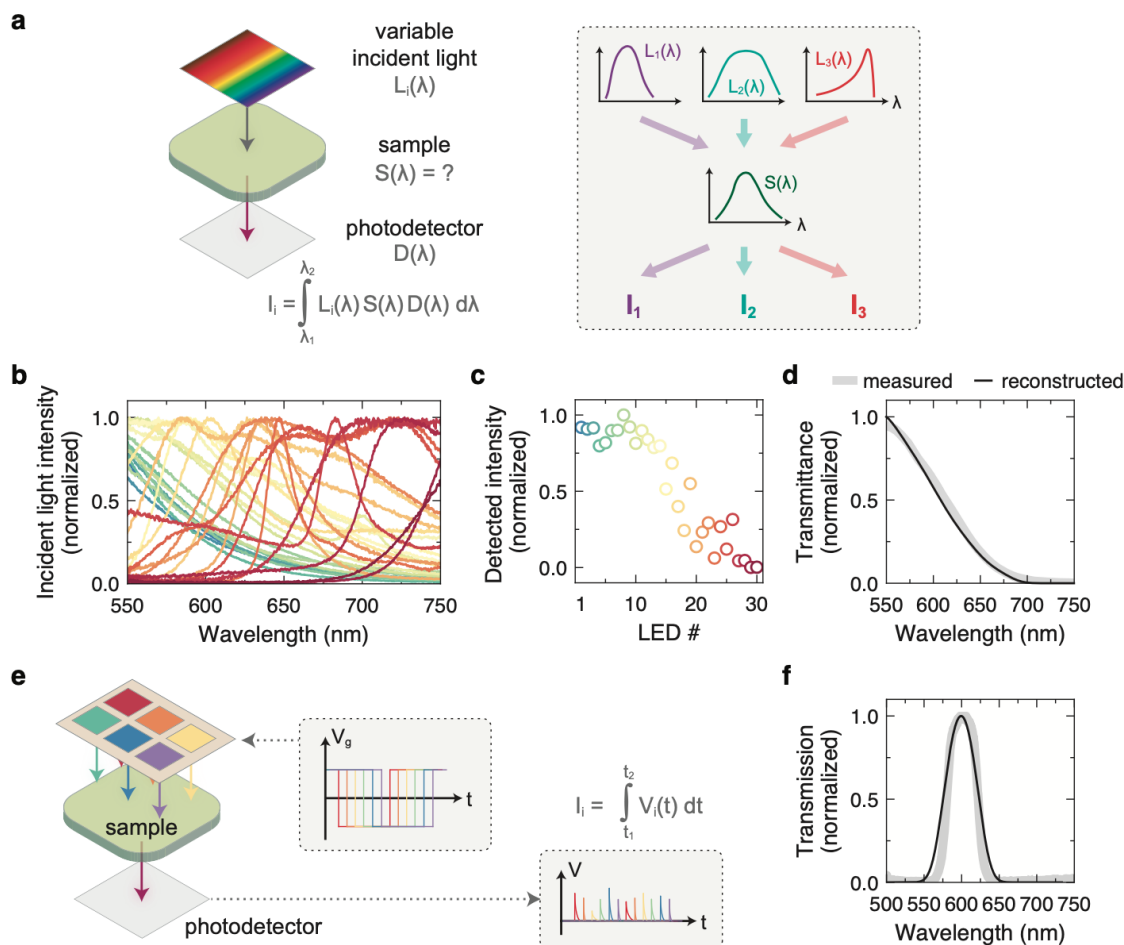 a
variable
incident light
Lᵢ(λ)
sample
S(λ) = ?
photodetector
D(λ)
Iᵢ = ∫ Lᵢ(λ) S(λ) D(λ) dλ
λ₂
λ₁
L₁(λ)
L₂(λ)
L₃(λ)
λ
S(λ)
λ
I₁ I₂ I₃
b
Incident light intensity
(normalized)
1.0
0.5
0.0
550 600 650 700 750
Wavelength (nm)
c
Detected intensity
(normalized)
1.0
0.5
0.0
1 10 20 30
LED #
d
measured — reconstructed
Transmittance
(normalized)
1.0
0.5
0.0
550 600 650 700 750
Wavelength (nm)
e
sample
photodetector
V_g
t
Iᵢ = ∫ Vᵢ(t) dt
t₂
t₁
V
t
f
Transmission
(normalized)
1.0
0.5
0.0
500 550 600 650 700 750
Wavelength (nm)